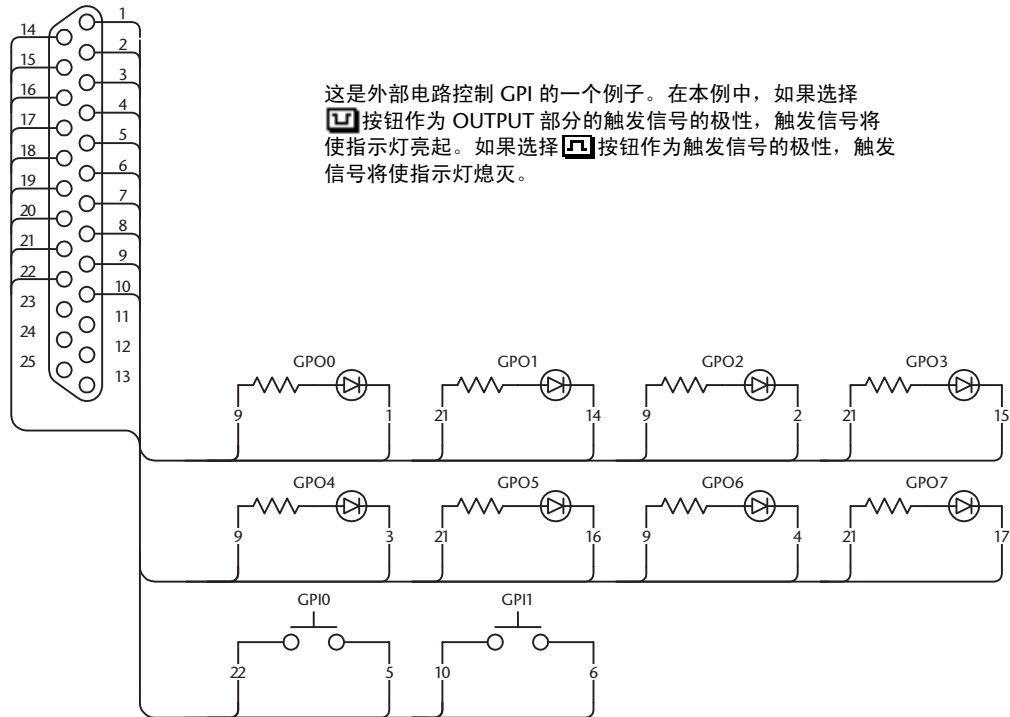 1
14
2
15
3
16
4
17
5
18
6
19
7
20
8
21
9
22
10
23
11
24
12
25
13
这是外部电路控制 GPI 的一个例子。在本例中，如果选择
按钮作为 OUTPUT 部分的触发信号的极性，触发信号将
使指示灯亮起。如果选择 按钮作为触发信号的极性，触发
信号将使指示灯熄灭。
GPO0 GPO1 GPO2 GPO3
9 1 21 14 9 2 21 15
GPO4 GPO5 GPO6 GPO7
9 3 21 16 9 4 21 17
GPI0 GPI1
22 5 10 6